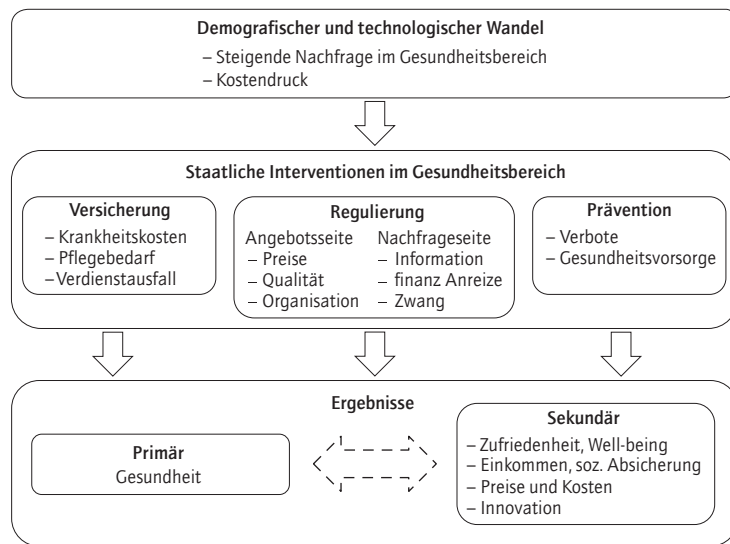 Demografischer und technologischer Wandel
– Steigende Nachfrage im Gesundheitsbereich
– Kostendruck
Staatliche Interventionen im Gesundheitsbereich
Versicherung
– Krankheitskosten
– Pflegebedarf
– Verdienstausfall
Regulierung
Angebotsseite
– Preise
– Qualität
– Organisation
Nachfrageseite
– Information
– finanz Anreize
– Zwang
Prävention
– Verbote
– Gesundheitsvorsorge
Ergebnisse
Primär
Gesundheit
Sekundär
– Zufriedenheit, Well-being
– Einkommen, soz. Absicherung
– Preise und Kosten
– Innovation